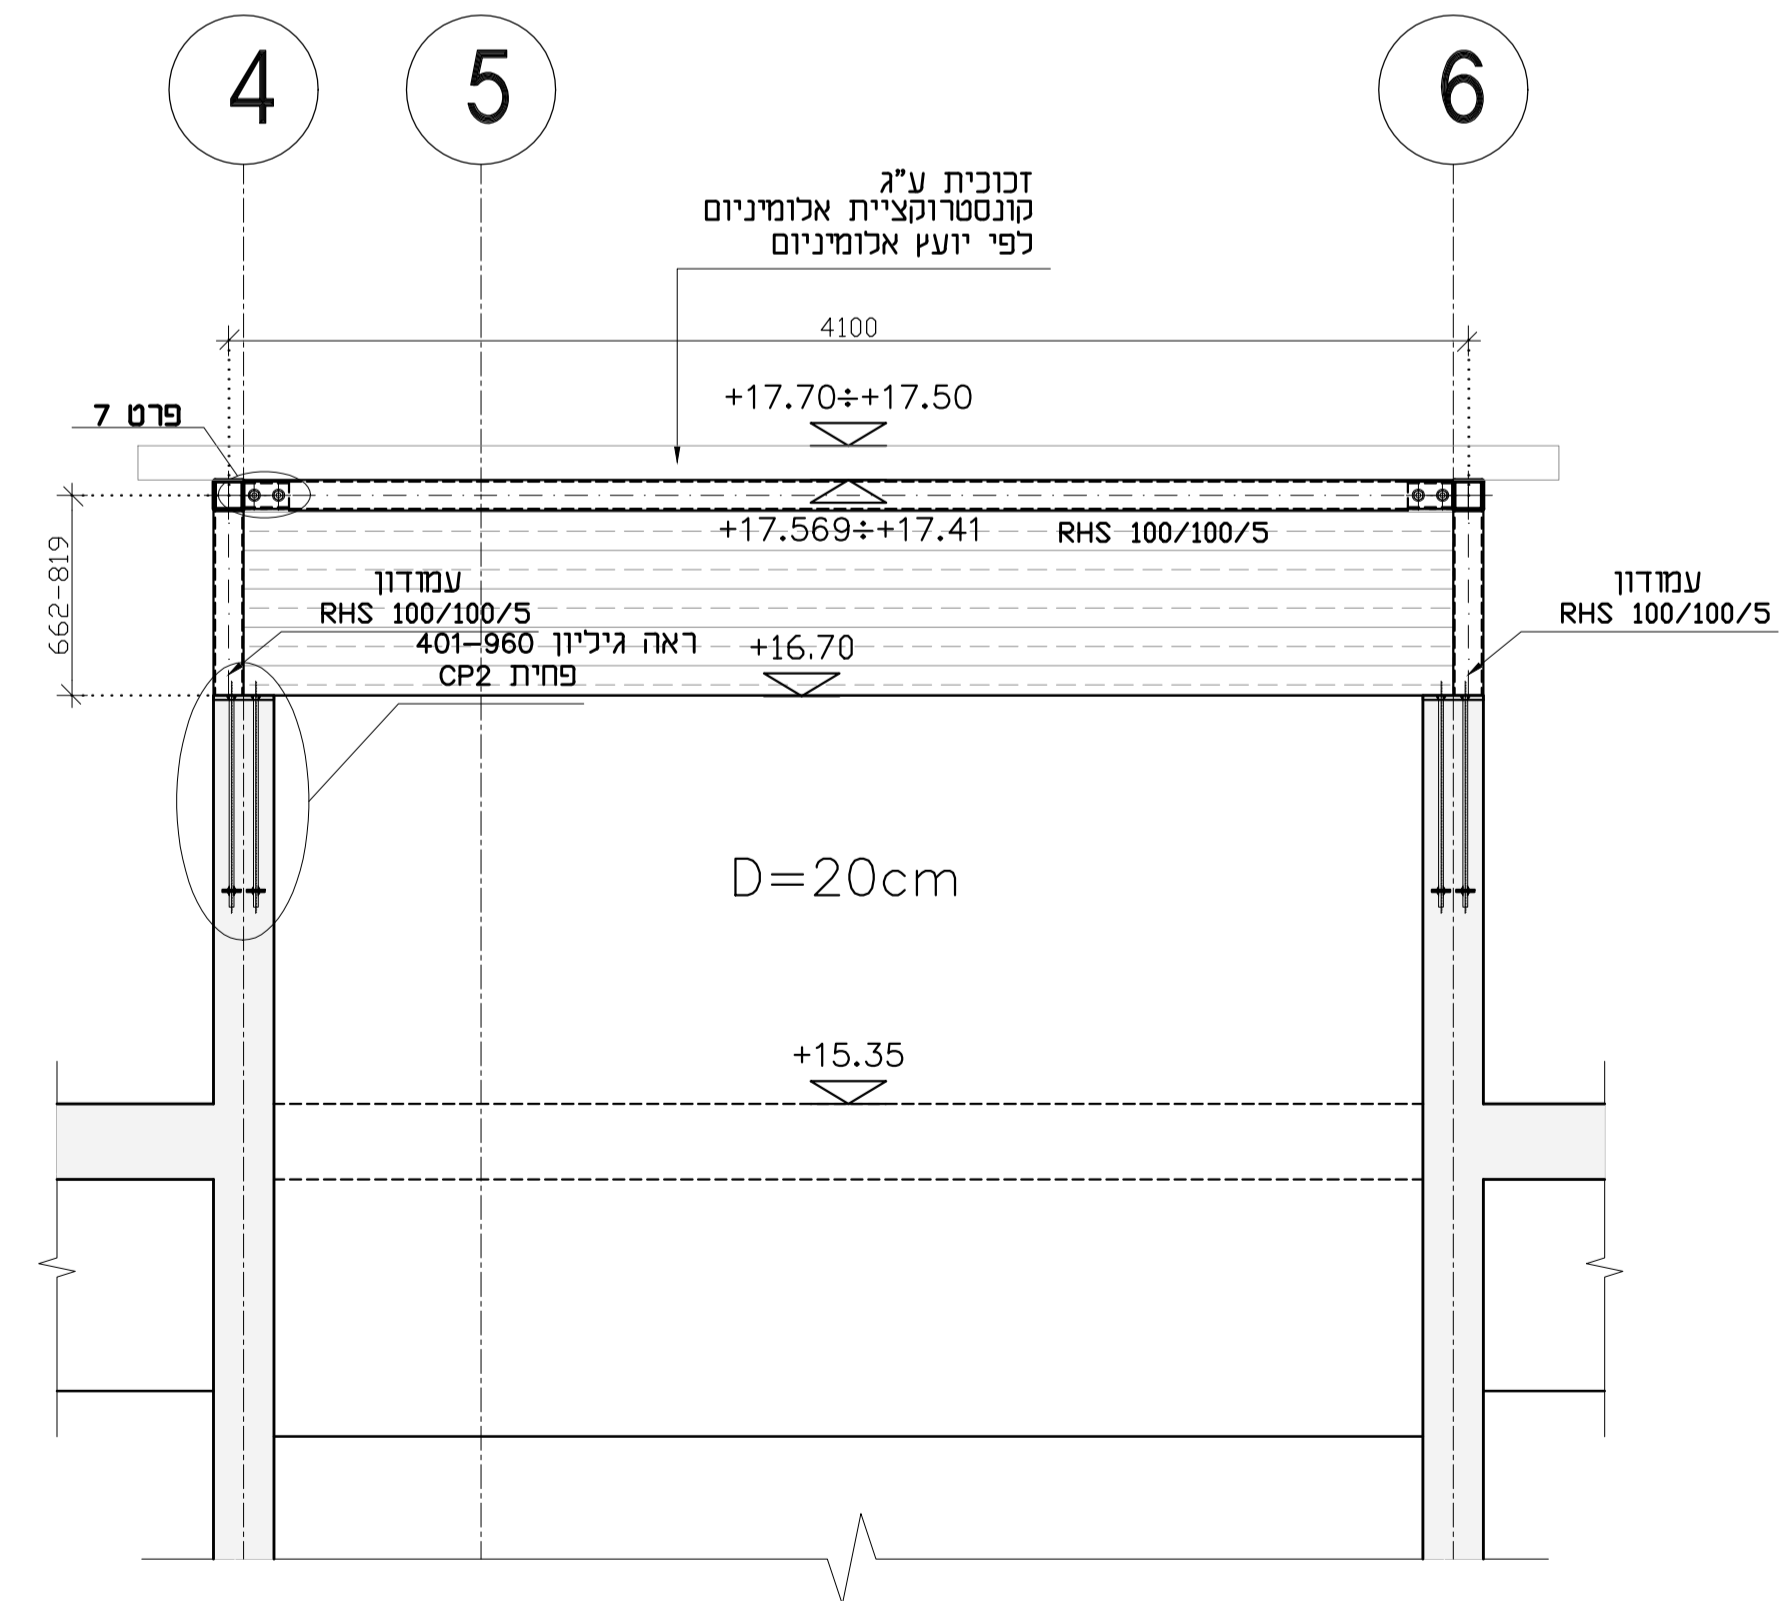 4
5
6
זכוכית ע"ג
קונסטרוקציית אלומיניום
לפי יועץ אלומיניום
4100
+17.70÷+17.50
פרט 7
+17.569÷+17.41
RHS 100/100/5
662-819
עמודון
RHS 100/100/5
עמודון
RHS 100/100/5
ראה גיליון 401-960
פחית CP2
+16.70
D=20cm
+15.35